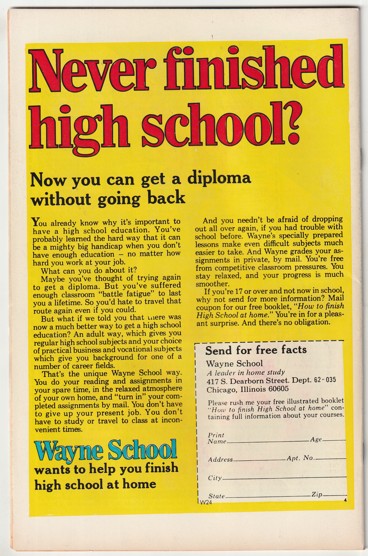 Never finished
high school?
Now you can get a diploma
without going back
You already know why it's important to
have a high school education. You've
probably learned the hard way that it can
be a mighty big handicap when you don't
have enough education – no matter how
hard you work at your job.
What can you do about it?
Maybe you've thought of trying again
to get a diploma. But you've suffered
enough classroom "battle fatigue" to last
you a lifetime. So you'd hate to travel that
route again even if you could.
But what if we told you that there was
now a much better way to get a high school
education? An adult way, which gives you
regular high school subjects and your choice
of practical business and vocational subjects
which give you background for one of a
number of career fields.
That's the unique Wayne School way.
You do your reading and assignments in
your spare time, in the relaxed atmosphere
of your own home, and "turn in" your com-
pleted assignments by mail. You don't have
to give up your present job. You don't
have to study or travel to class at incon-
venient times.
Wayne School
wants to help you finish
high school at home
And you needn't be afraid of dropping
out all over again, if you had trouble with
school before. Wayne's specially prepared
lessons make even difficult subjects much
easier to take. And Wayne grades your as-
signments in private, by mail. You're free
from competitive classroom pressures. You
stay relaxed, and your progress is much
smoother.
If you're 17 or over and not now in school,
why not send for more information? Mail
coupon for our free booklet, "How to finish
High School at home." You're in for a pleas-
ant surprise. And there's no obligation.
Send for free facts
Wayne School
A leader in home study
417 S. Dearborn Street. Dept. 62-035
Chicago, Illinois 60605
Please rush me your free illustrated booklet
"How to finish High School at home" con-
taining full information about your courses.
Print
Name Age
Address Apt. No.
City
State Zip
W24 4